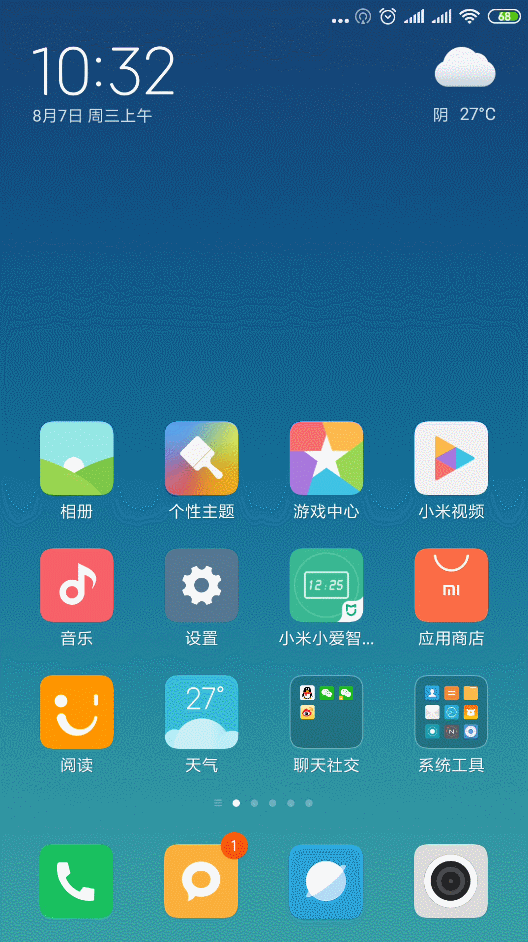 68
10:32
8月7日 周三上午
阴 27°C
相册
个性主题
游戏中心
小米视频
12:25
MI
音乐
设置
小米小爱智...
应用商店
27°
阅读
天气
聊天社交
系统工具
1